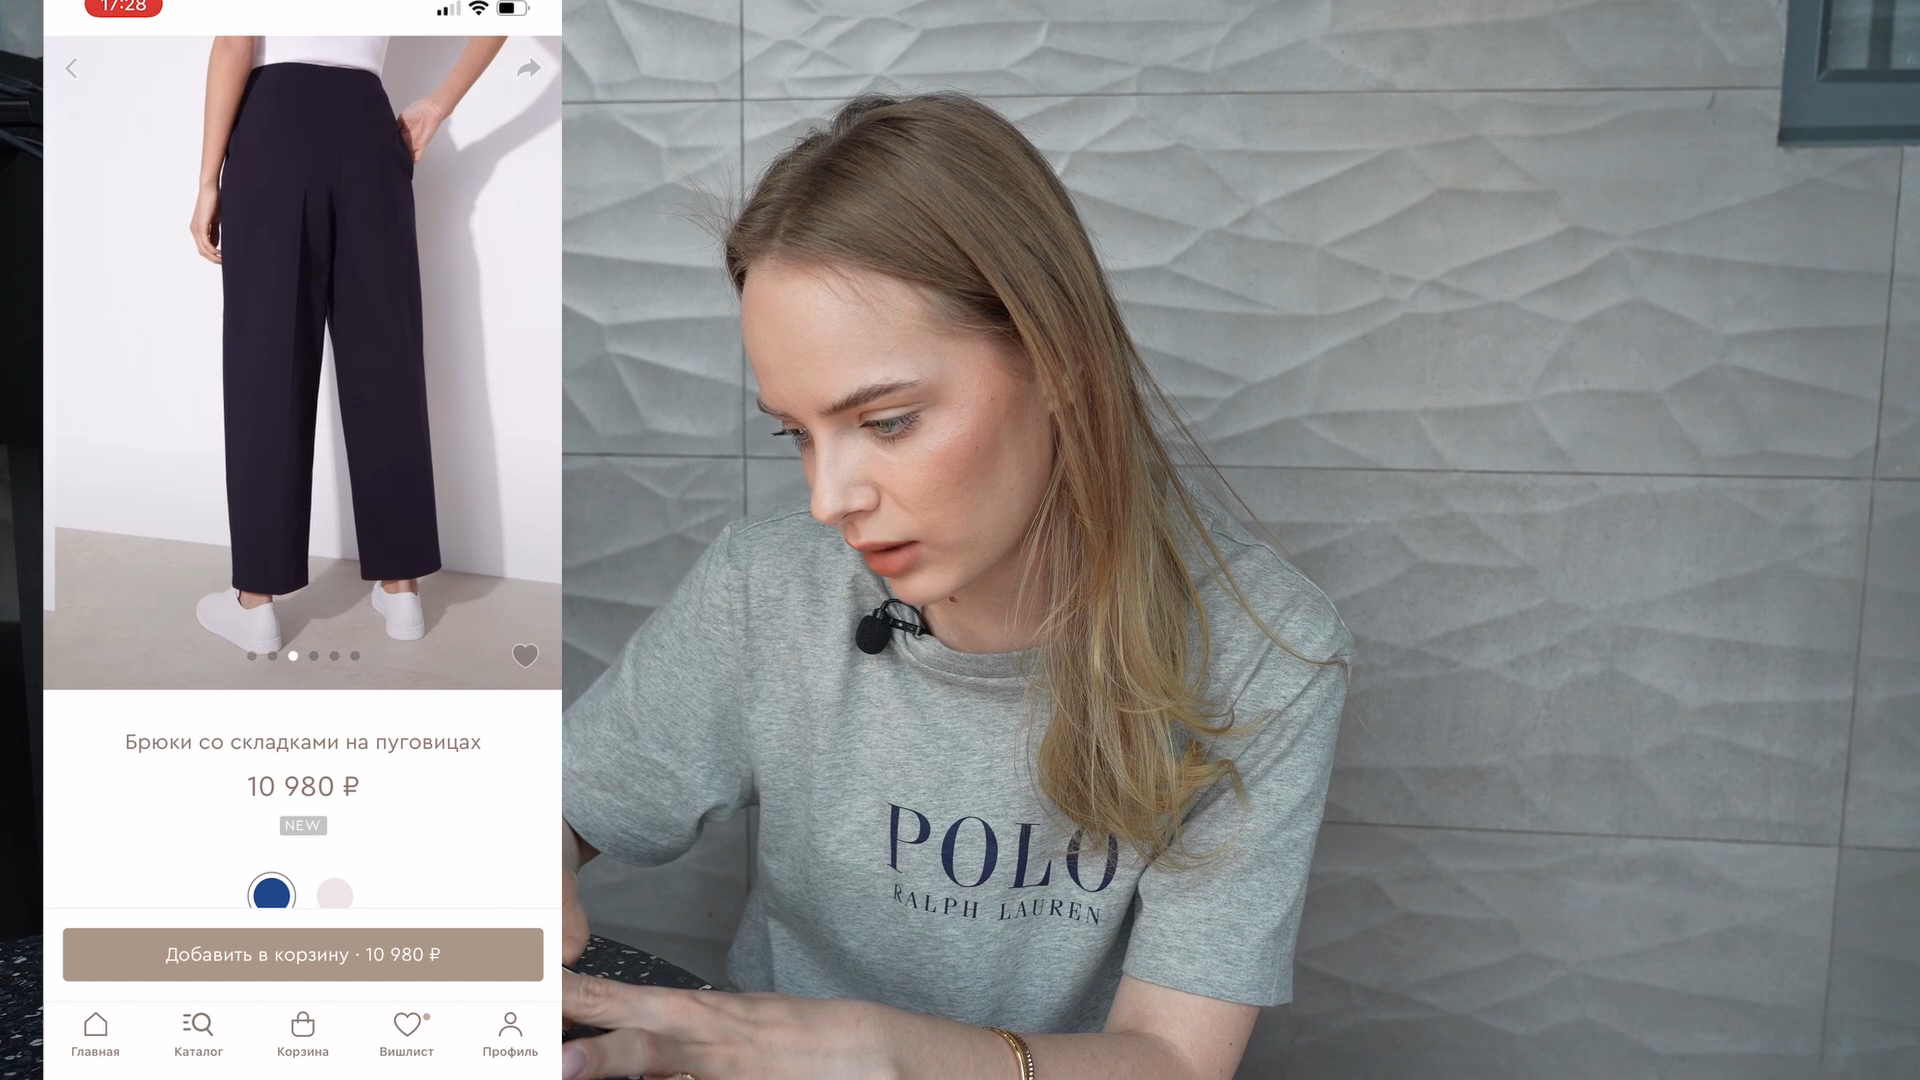 17:28
Брюки со складками на пуговицах
10 980 ₽
NEW
Добавить в корзину · 10 980 ₽
Главная
Каталог
Корзина
Вишлист
Профиль
POLO
RALPH LAUREN